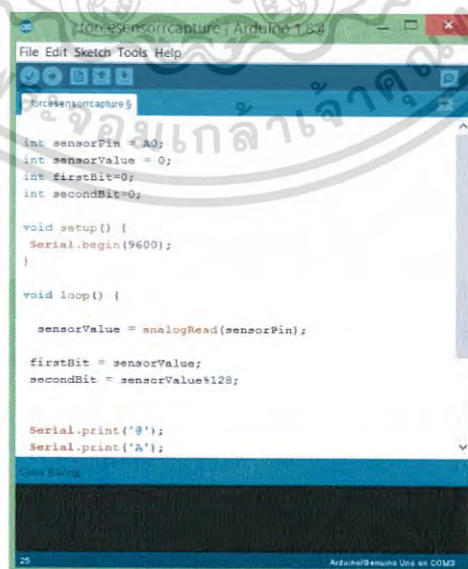 forcesensorrcapture | Arduino 1.8.4
File Edit Sketch Tools Help
forcesensorrcapture §
int sensorPin = A0;
int sensorValue = 0;
int firstBit=0;
int secondBit=0;
void setup() {
Serial.begin(9600);
}
void loop() {
sensorValue = analogRead(sensorPin);
firstBit = sensorValue;
secondBit = sensorValue%128;
Serial.print('@');
Serial.print('A');
Done Saving.
25
Arduino/Genuino Uno on COM3